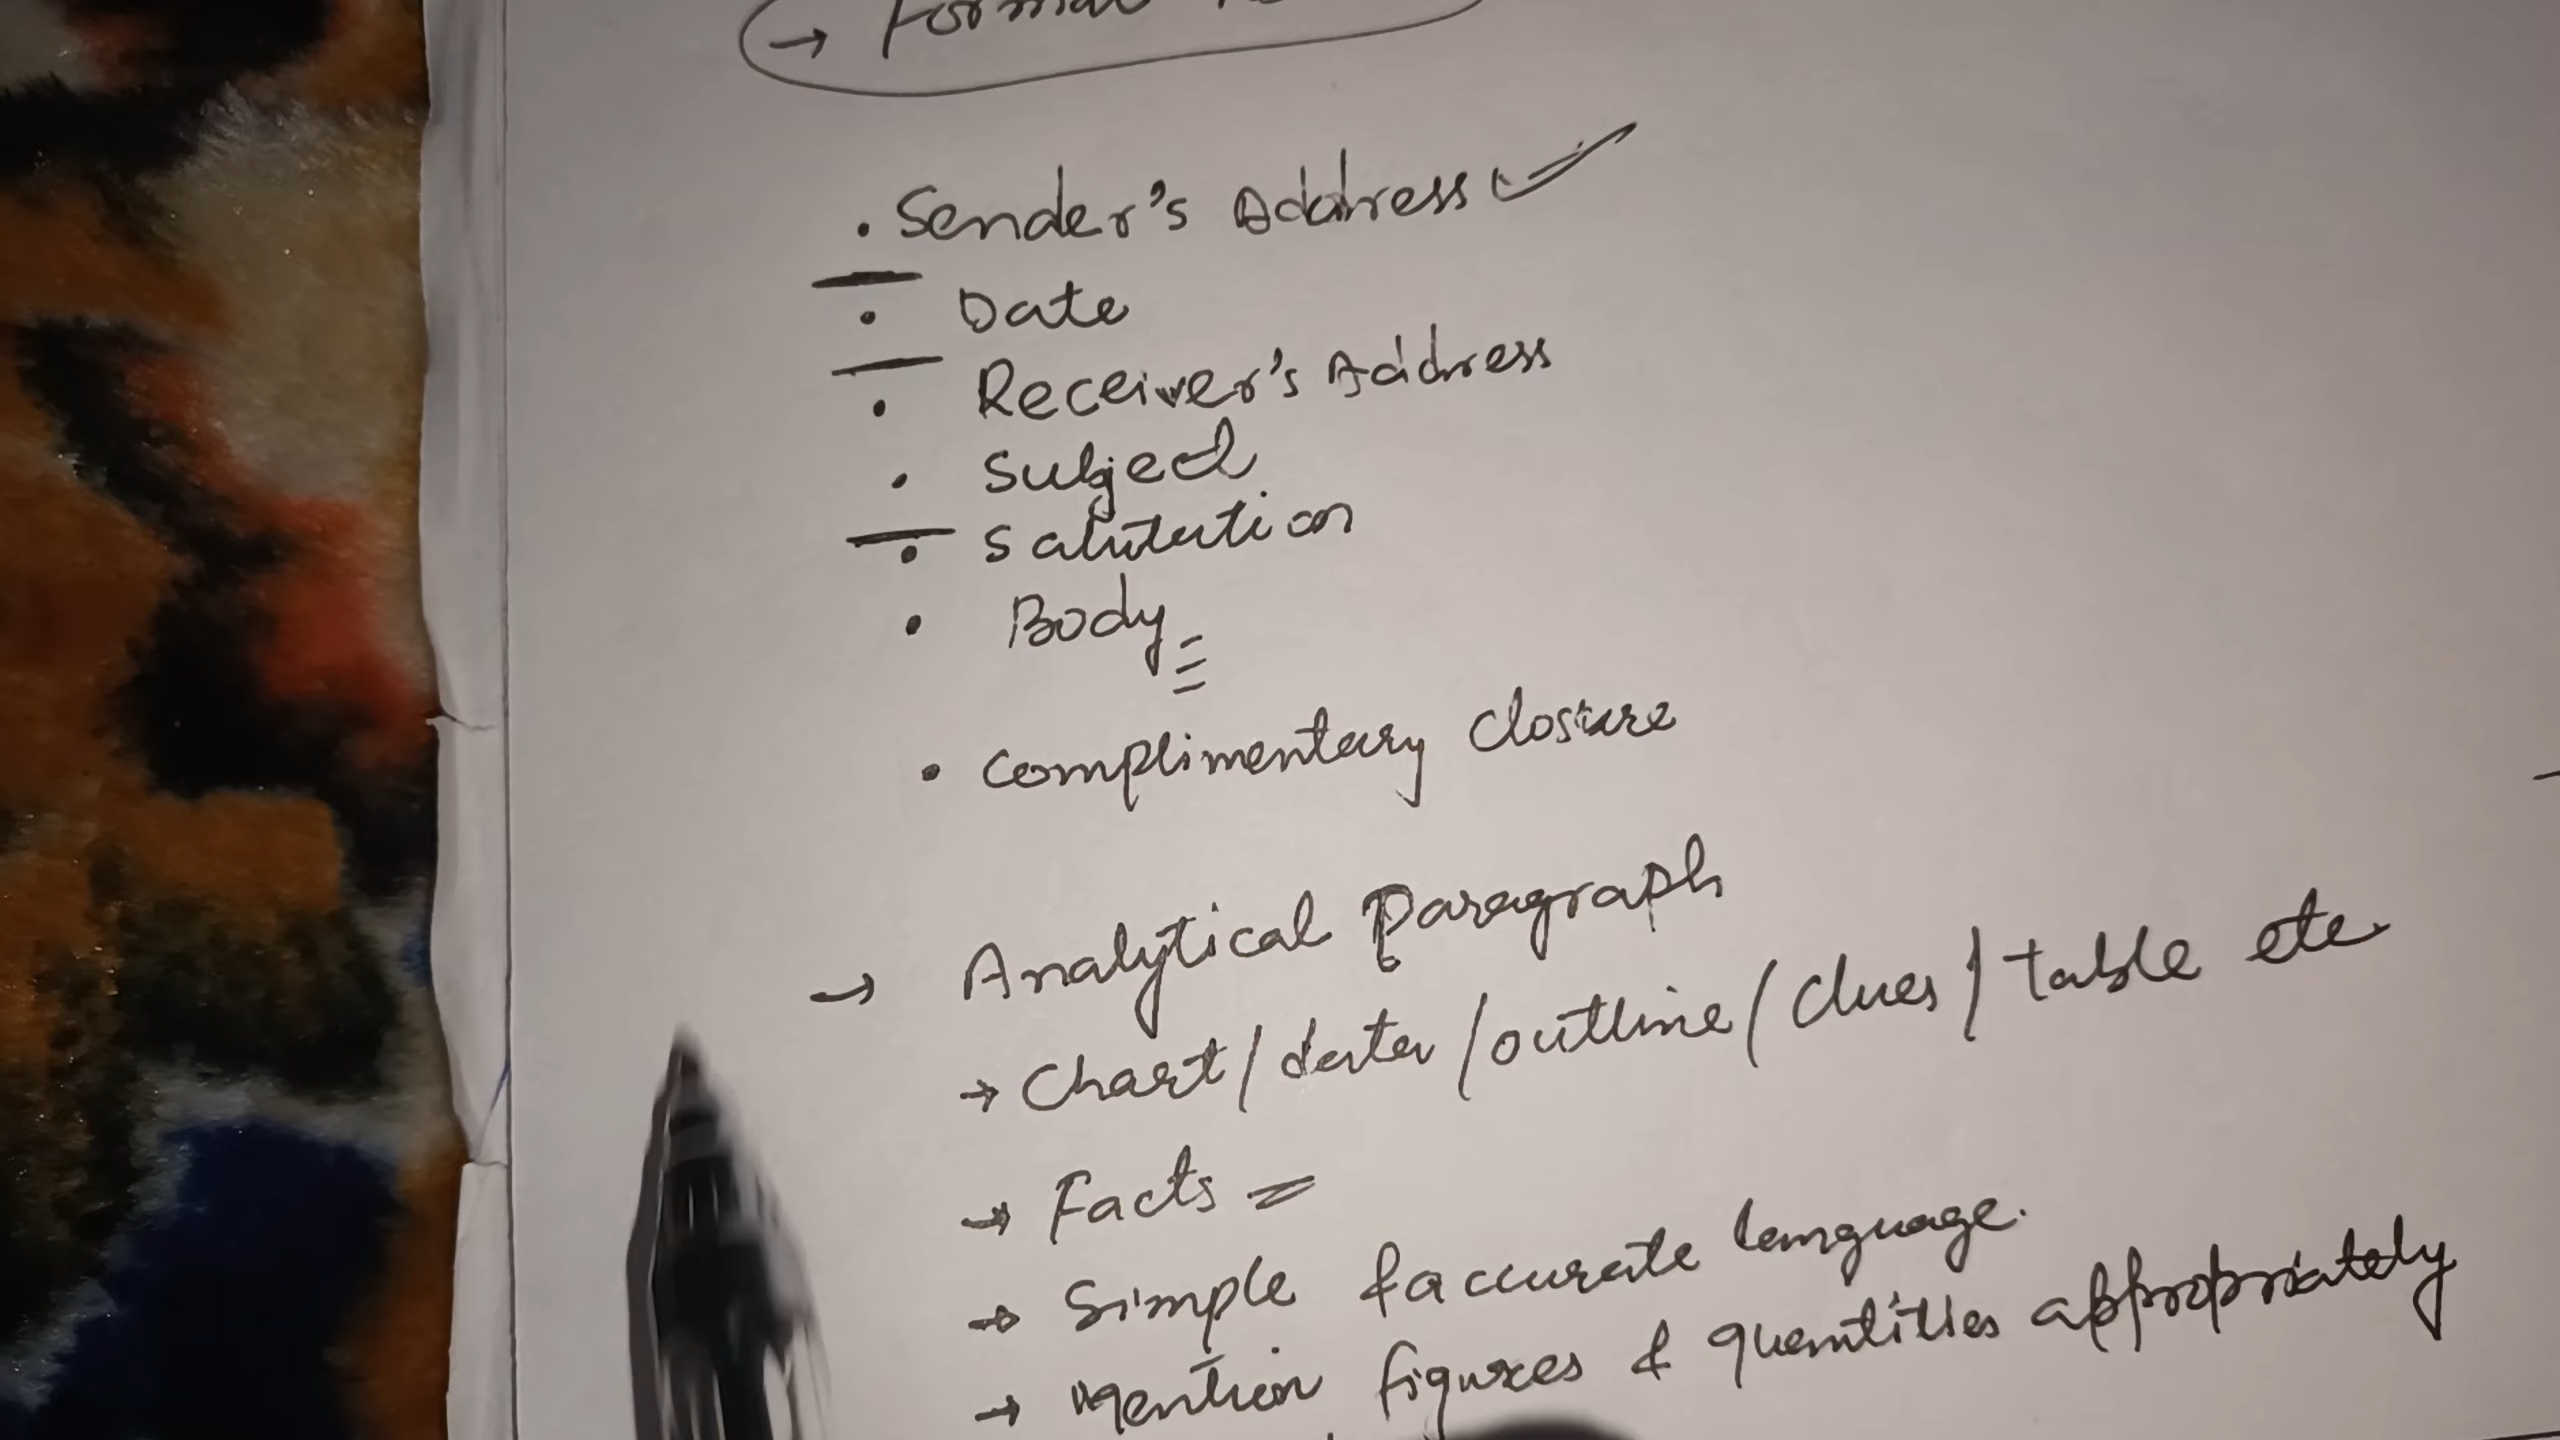 → Formal
• Sender's Address ✓
• Date
• Receiver's Address
• Subject
• Salutation
• Body
• Complimentary Closure
→ Analytical Paragraph
→ Chart/data/outline/clues/table etc
→ Facts =
→ Simple & accurate language.
→ Mention figures & quantities appropriately